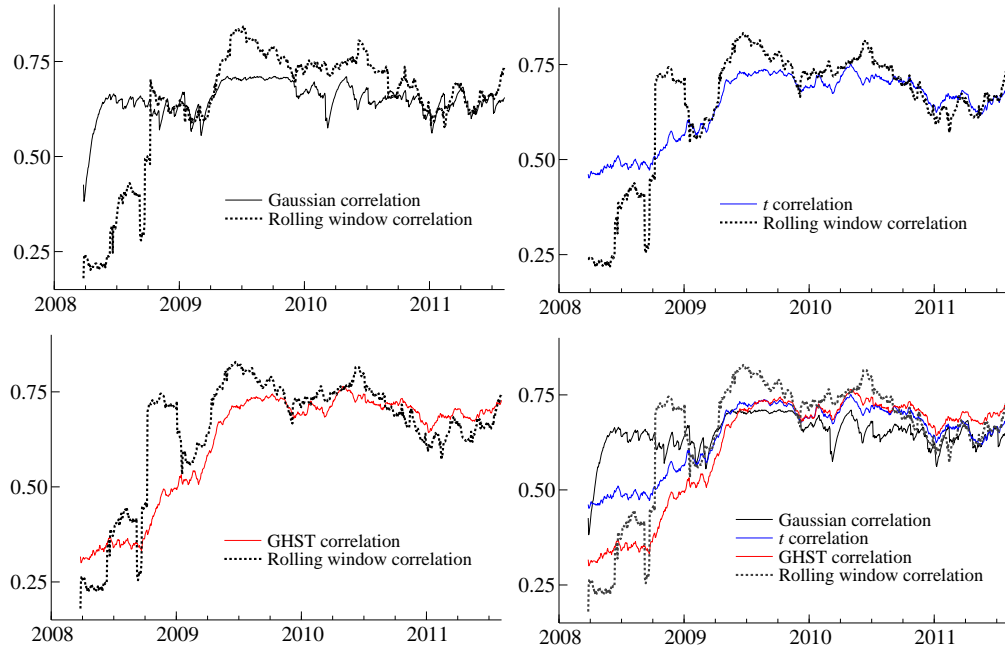 0.75
0.50
0.25
Gaussian correlation
Rolling window correlation
2008 2009 2010 2011
0.75
0.50
0.25
t correlation
Rolling window correlation
2008 2009 2010 2011
0.75
0.50
0.25
GHST correlation
Rolling window correlation
2008 2009 2010 2011
0.75
0.50
0.25
Gaussian correlation
t correlation
GHST correlation
Rolling window correlation
2008 2009 2010 2011